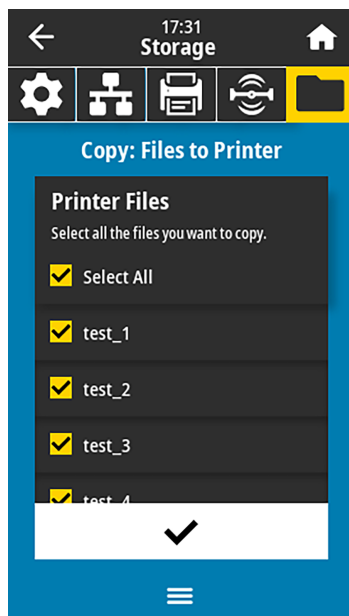 17:31
Storage
Copy: Files to Printer
Printer Files
Select all the files you want to copy.
Select All
test_1
test_2
test_3
test_4